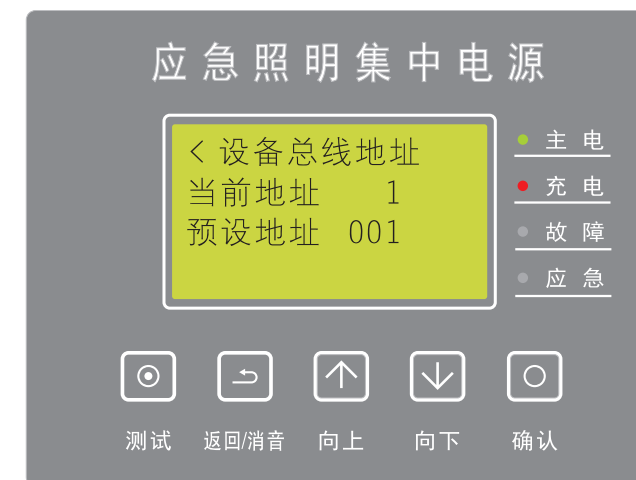 应急照明集中电源
< 设备总线地址
当前地址 1
预设地址 001
主电
充电
故障
应急
测试 返回/消音 向上 向下 确认